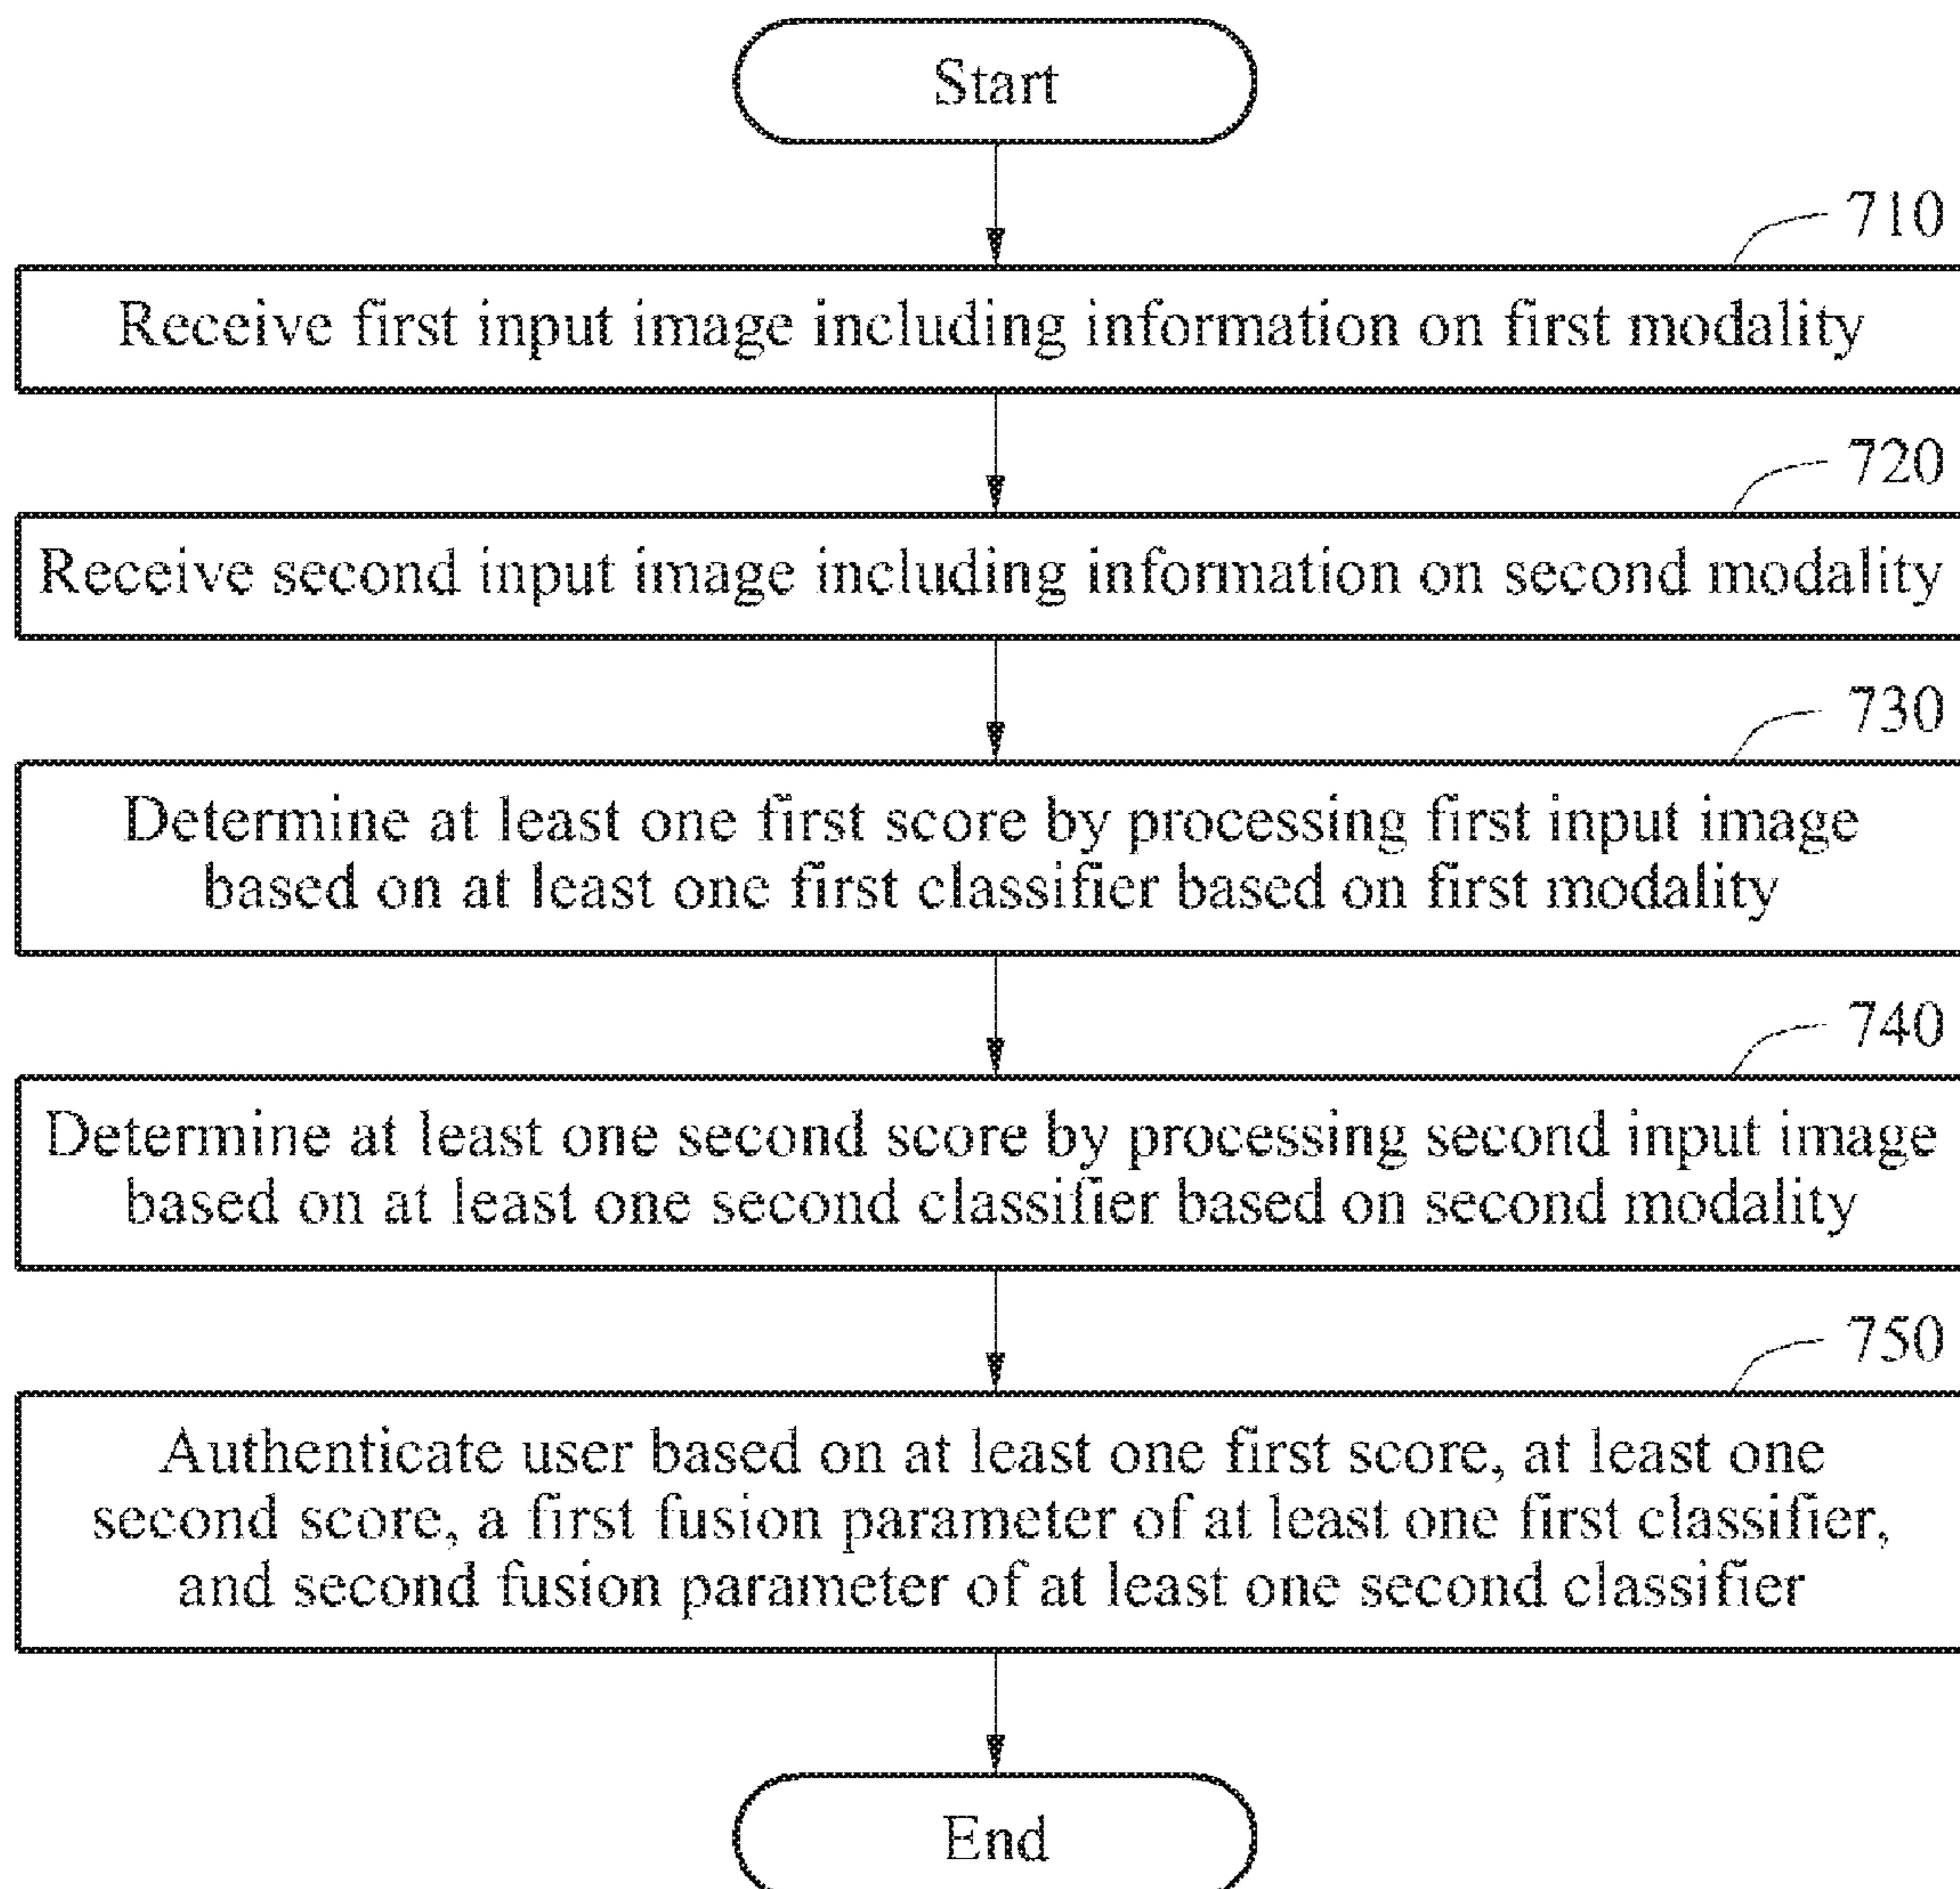 Start
710
Receive first input image including information on first modality
720
Receive second input image including information on second modality
730
Determine at least one first score by processing first input image
based on at least one first classifier based on first modality
740
Determine at least one second score by processing second input image
based on at least one second classifier based on second modality
750
Authenticate user based on at least one first score, at least one
second score, a first fusion parameter of at least one first classifier,
and second fusion parameter of at least one second classifier
End